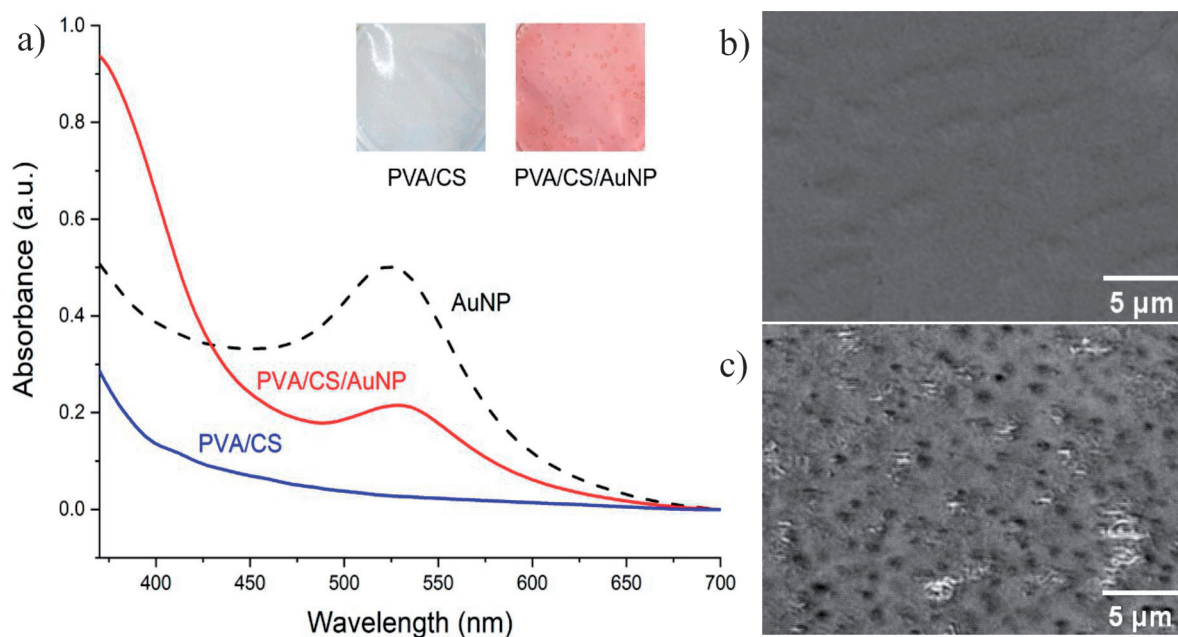 a)
1.0
0.8
0.6
0.4
0.2
0.0
Absorbance (a.u.)
PVA/CS PVA/CS/AuNP
AuNP
PVA/CS/AuNP
PVA/CS
400 450 500 550 600 650 700
Wavelength (nm)
b)
5 µm
c)
5 µm